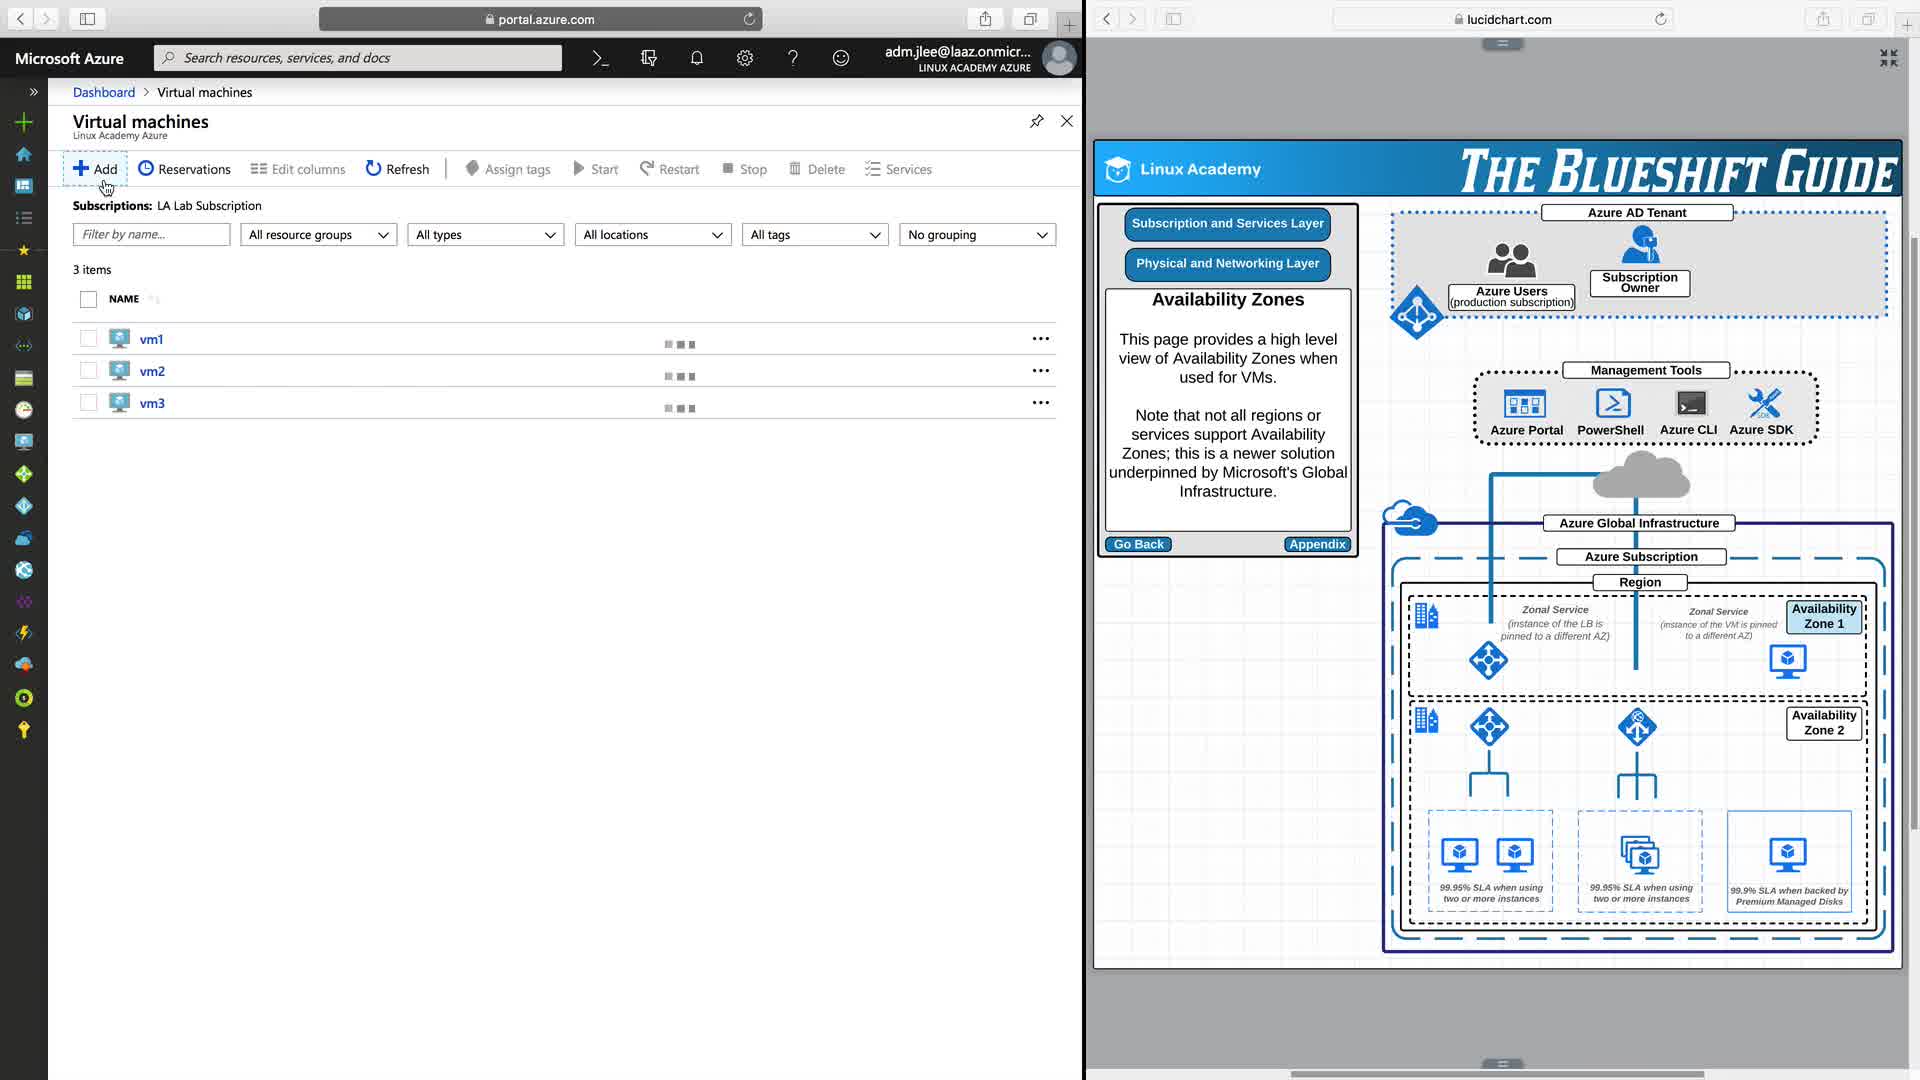 portal.azure.com
Microsoft Azure
Search resources, services, and docs
adm.jlee@laaz.onmicr...
LINUX ACADEMY AZURE
Dashboard > Virtual machines
Virtual machines
Linux Academy Azure
Add
Reservations
Edit columns
Refresh
Assign tags
Start
Restart
Stop
Delete
Services
Subscriptions: LA Lab Subscription
Filter by name...
All resource groups
All types
All locations
All tags
No grouping
3 items
NAME
vm1
vm2
vm3
lucidchart.com
Linux Academy
THE BLUESHIFT GUIDE
Subscription and Services Layer
Physical and Networking Layer
Availability Zones
This page provides a high level
view of Availability Zones when
used for VMs.
Note that not all regions or
services support Availability
Zones; this is a newer solution
underpinned by Microsoft's Global
Infrastructure.
Go Back
Appendix
Azure AD Tenant
Azure Users
(production subscription)
Subscription
Owner
Management Tools
Azure Portal
PowerShell
Azure CLI
SDK
Azure SDK
Azure Global Infrastructure
Azure Subscription
Region
Zonal Service
(instance of the LB is
pinned to a different AZ)
Zonal Service
(instance of the VM is pinned
to a different AZ)
Availability
Zone 1
Availability
Zone 2
99.95% SLA when using
two or more instances
99.95% SLA when using
two or more instances
99.9% SLA when backed by
Premium Managed Disks